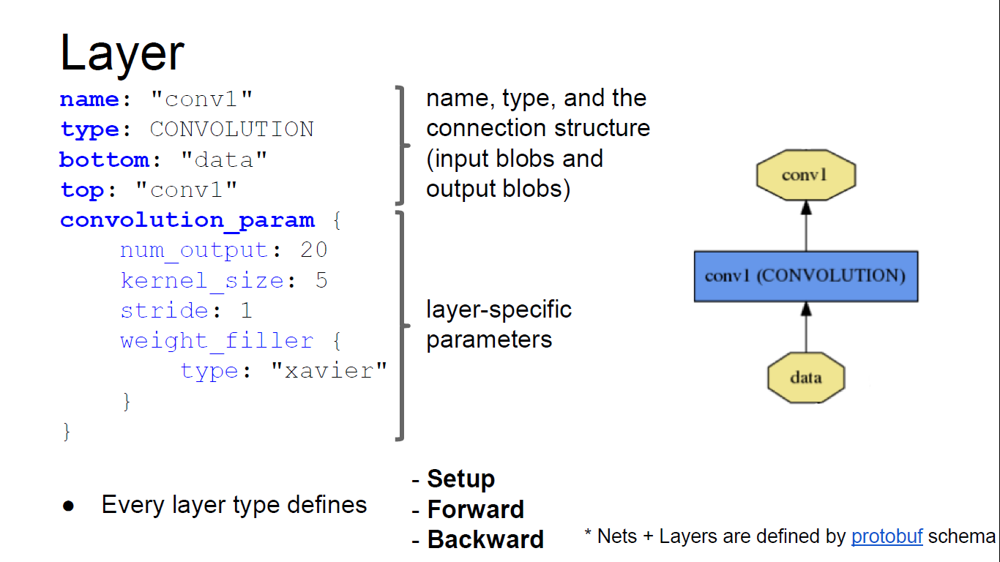 Layer
name: "conv1"
type: CONVOLUTION
bottom: "data"
top: "conv1"
convolution_param {
    num_output: 20
    kernel_size: 5
    stride: 1
    weight_filler {
        type: "xavier"
    }
}
name, type, and the
connection structure
(input blobs and
output blobs)
layer-specific
parameters
conv1
conv1 (CONVOLUTION)
data
● Every layer type defines
- Setup
- Forward
- Backward
* Nets + Layers are defined by protobuf schema